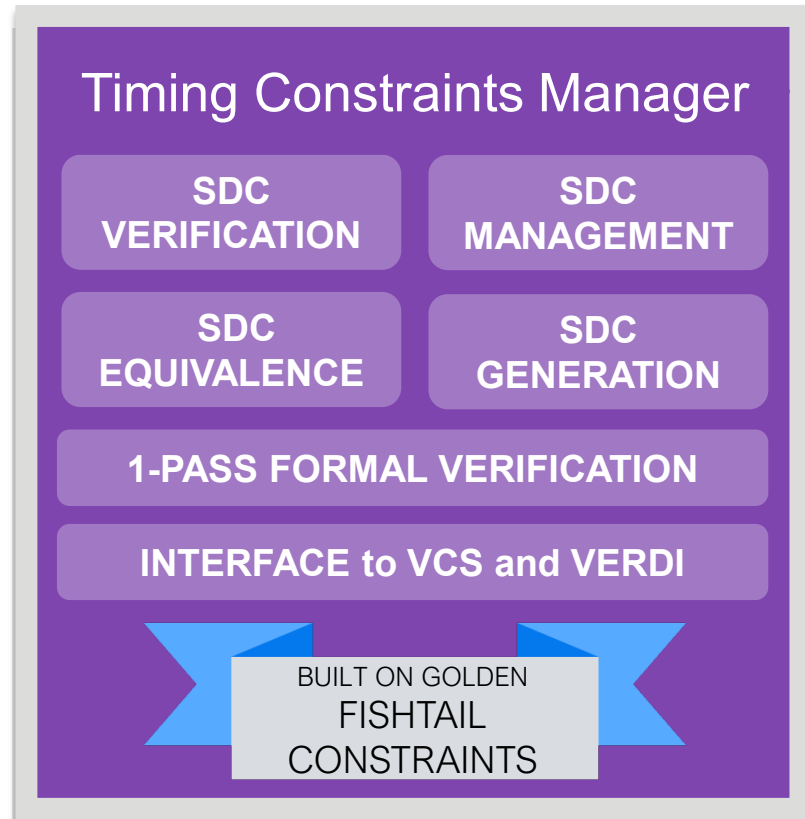 Timing Constraints Manager
SDC
VERIFICATION
SDC
MANAGEMENT
SDC
EQUIVALENCE
SDC
GENERATION
1-PASS FORMAL VERIFICATION
INTERFACE to VCS and VERDI
BUILT ON GOLDEN
FISHTAIL
CONSTRAINTS